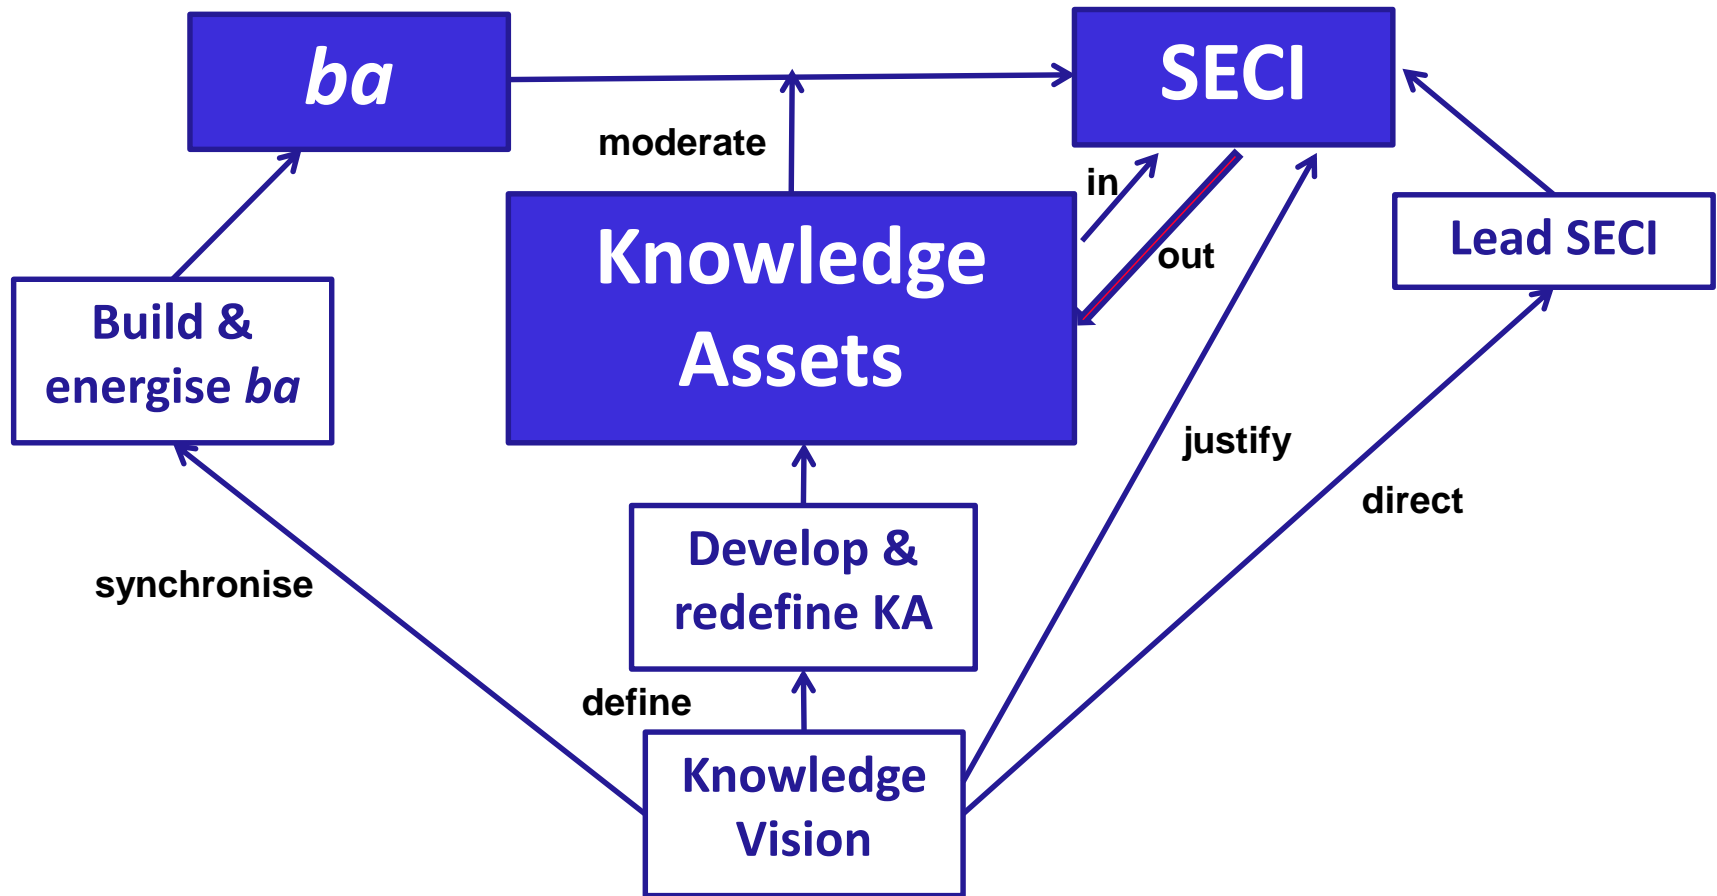 ba
SECI
moderate
in
Knowledge
Assets
out
Lead SECI
Build &
energise ba
justify
direct
Develop &
redefine KA
synchronise
define
Knowledge
Vision